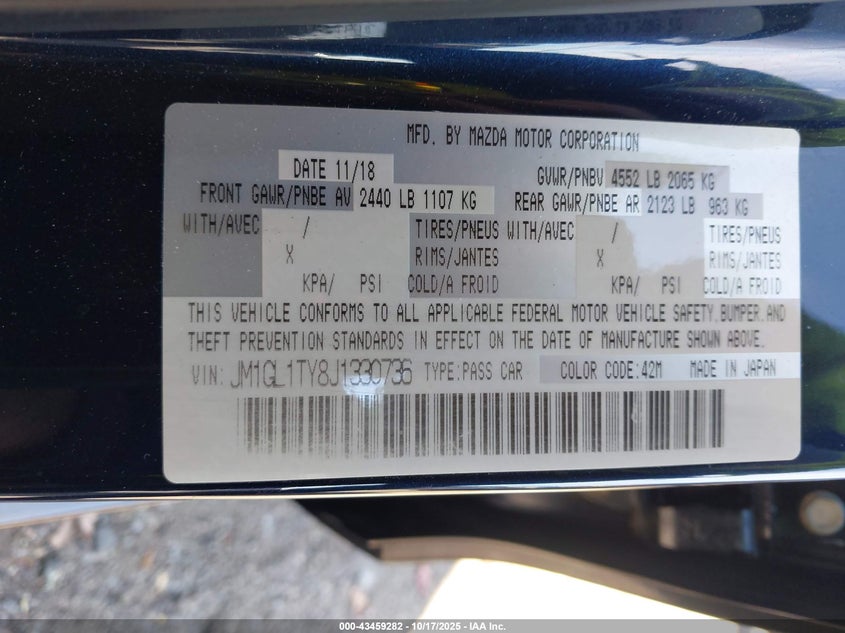 MFD. BY MAZDA MOTOR CORPORATION
DATE 11/18 GVWR/PNBV 4552 LB 2065 KG
FRONT GAWR/PNBE AV 2440 LB 1107 KG REAR GAWR/PNBE AR 2123 LB 963 KG
WITH/AVEC / TIRES/PNEUS WITH/AVEC / TIRES/PNEUS
X RIMS/JANTES X RIMS/JANTES
KPA/ PSI COLD/A FROID KPA/ PSI COLD/A FROID
THIS VEHICLE CONFORMS TO ALL APPLICABLE FEDERAL MOTOR VEHICLE SAFETY,BUMPER,AND
THEFT PREVENTION STANDARDS IN EFFECT ON THE DATE OF MANUFACTURE SHOWN ABOVE.
VIN: JM1GL1TY8J1330736 TYPE:PASS CAR COLOR CODE:42M MADE IN JAPAN
000-43459282 | 10/17/2025 - IAA Inc.